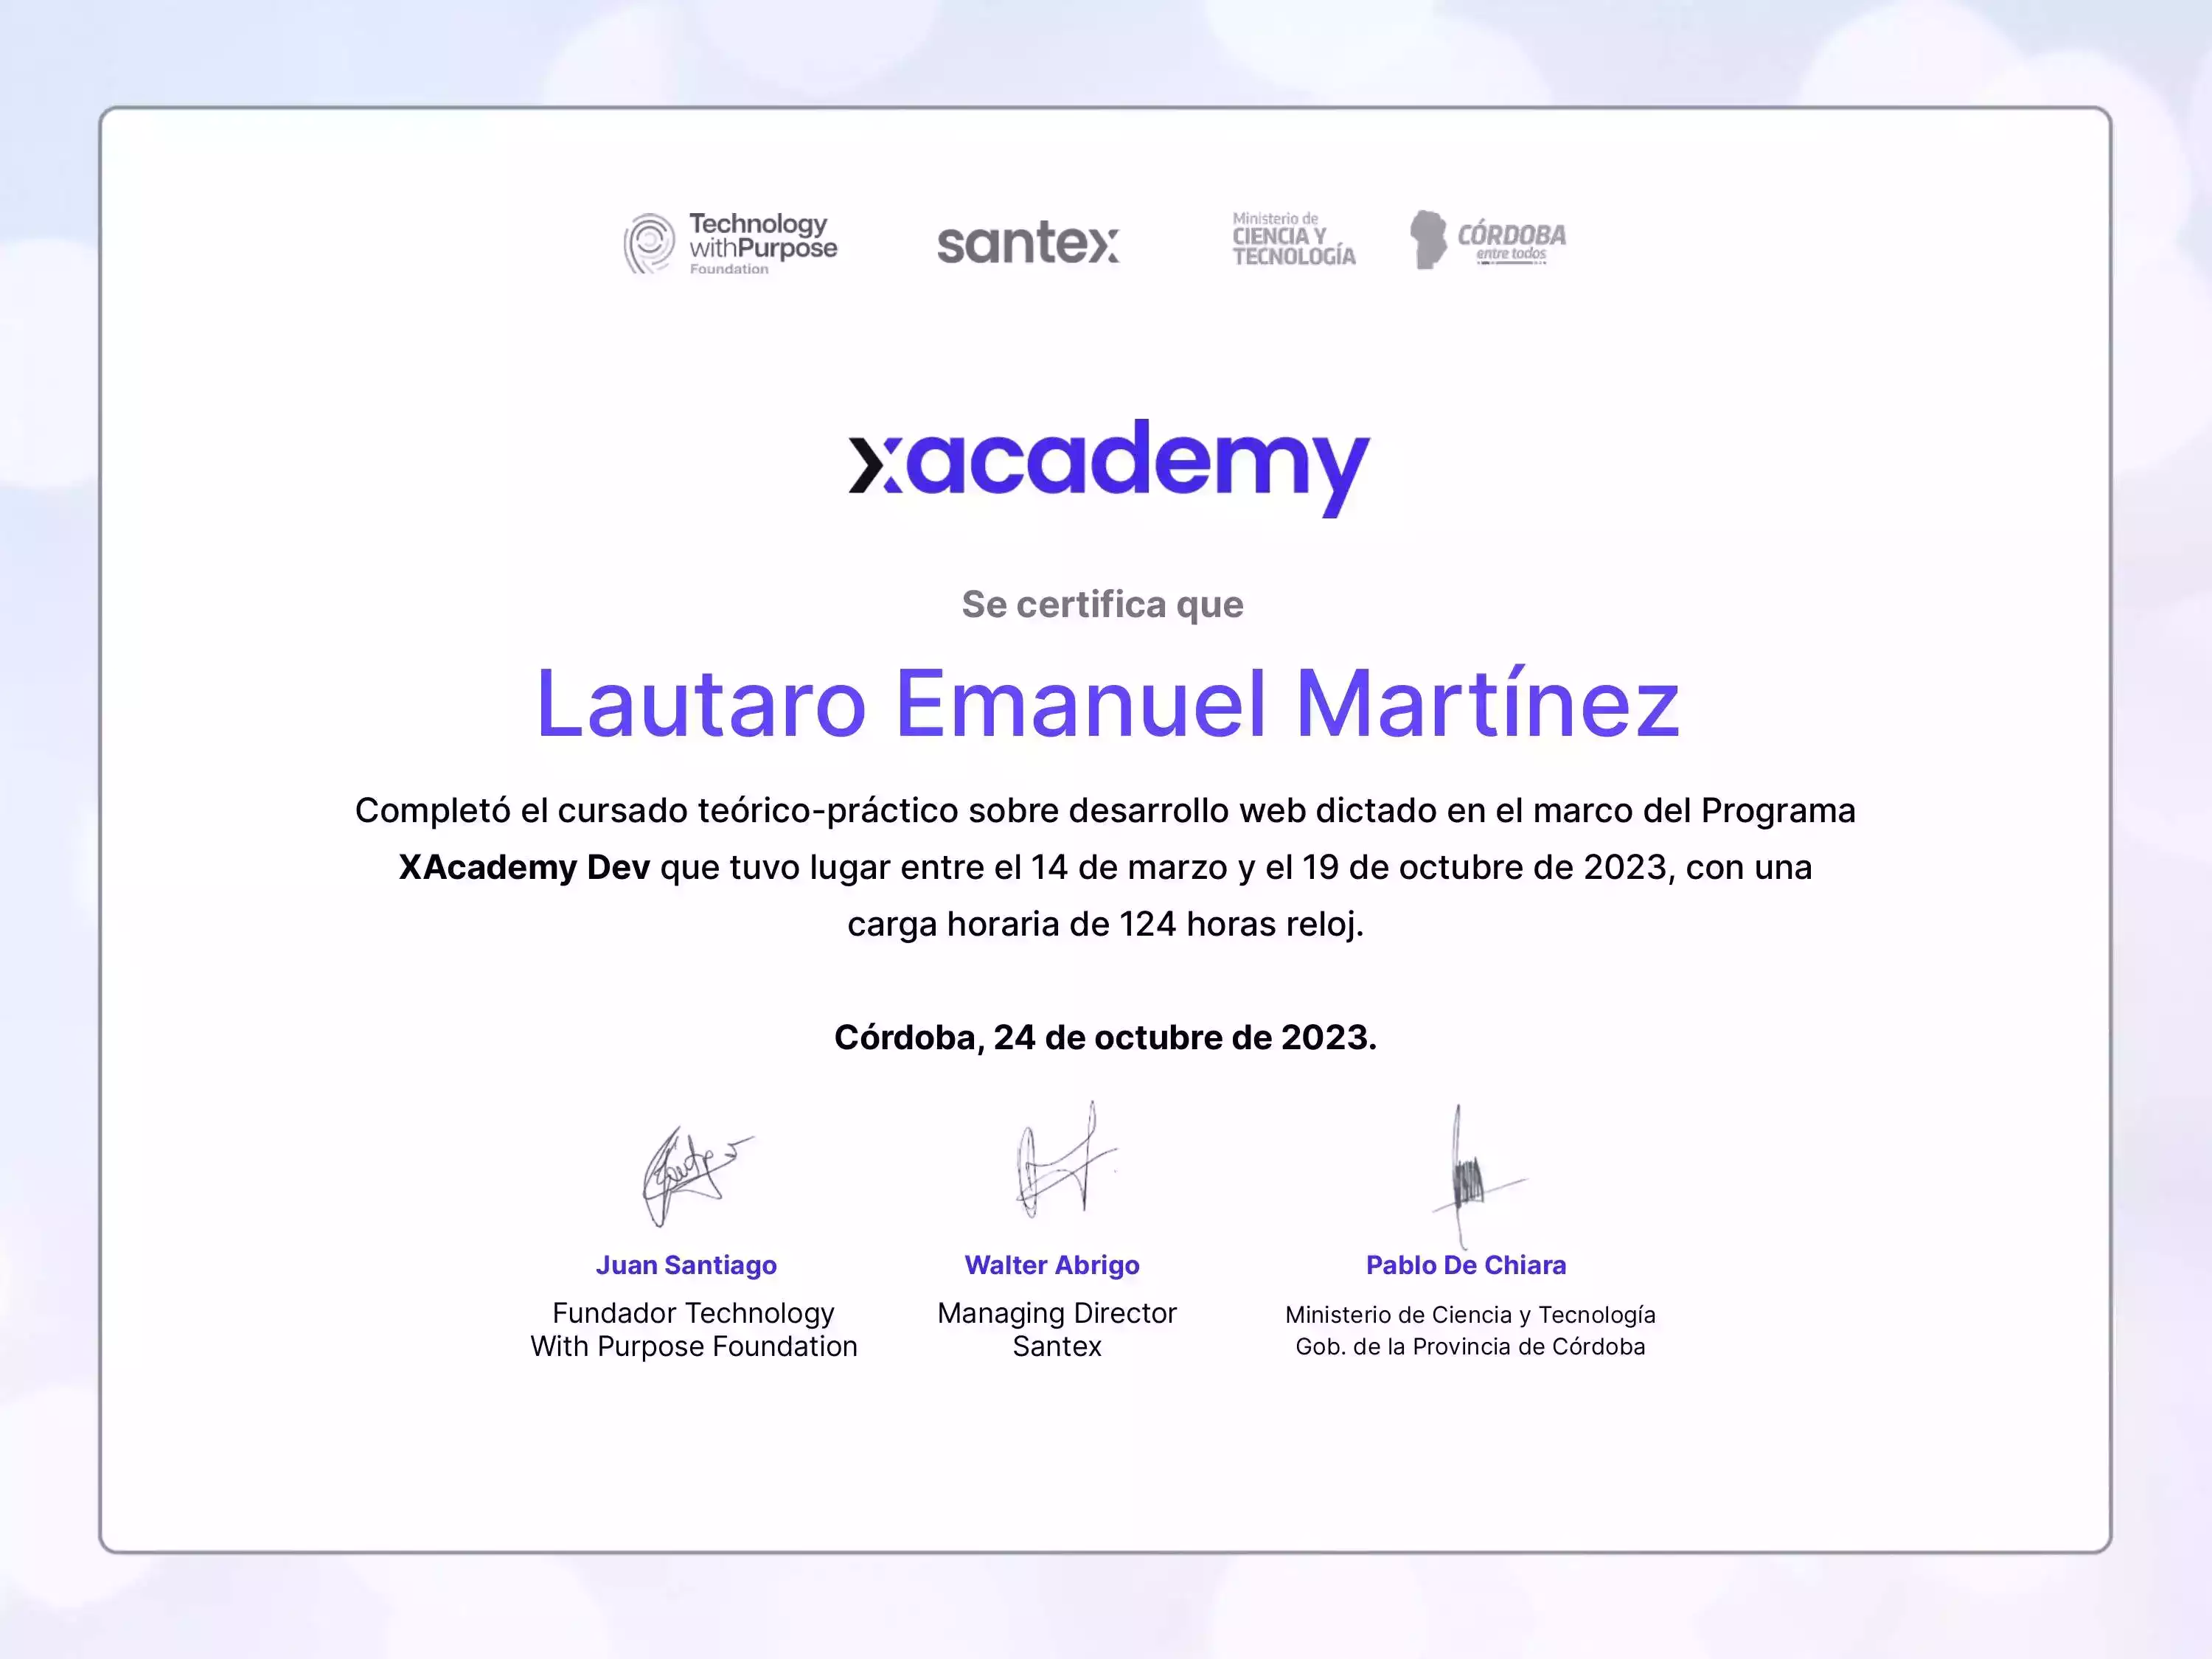 Technology
withPurpose
Foundation
santex
Ministerio de
CIENCIA Y
TECNOLOGÍA
CÓRDOBA
entre todos
xacademy
Se certifica que
Lautaro Emanuel Martínez
Completó el cursado teórico-práctico sobre desarrollo web dictado en el marco del Programa
XAcademy Dev que tuvo lugar entre el 14 de marzo y el 19 de octubre de 2023, con una
carga horaria de 124 horas reloj.
Córdoba, 24 de octubre de 2023.
Juan Santiago
Fundador Technology
With Purpose Foundation
Walter Abrigo
Managing Director
Santex
Pablo De Chiara
Ministerio de Ciencia y Tecnología
Gob. de la Provincia de Córdoba